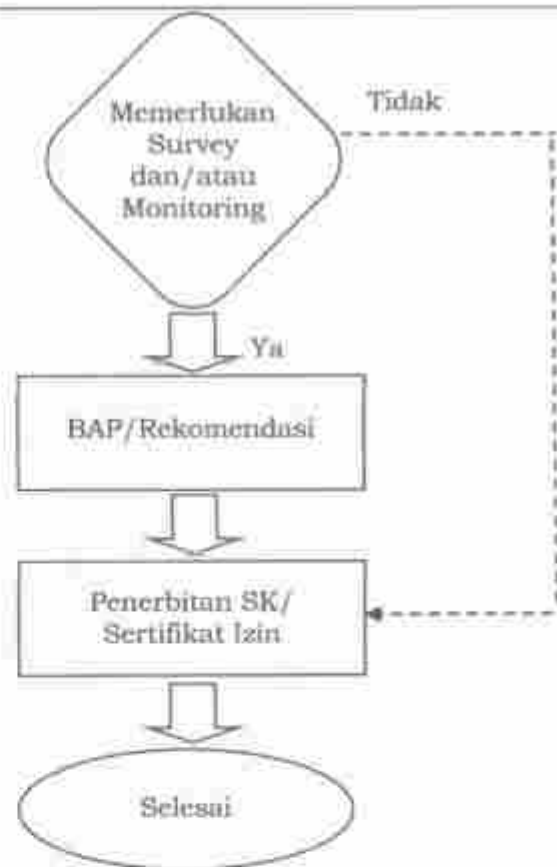 Memerlukan
Survey
dan/atau
Monitoring
Tidak
Ya
BAP/Rekomendasi
Penerbitan SK/
Sertifikat Izin
Selesai